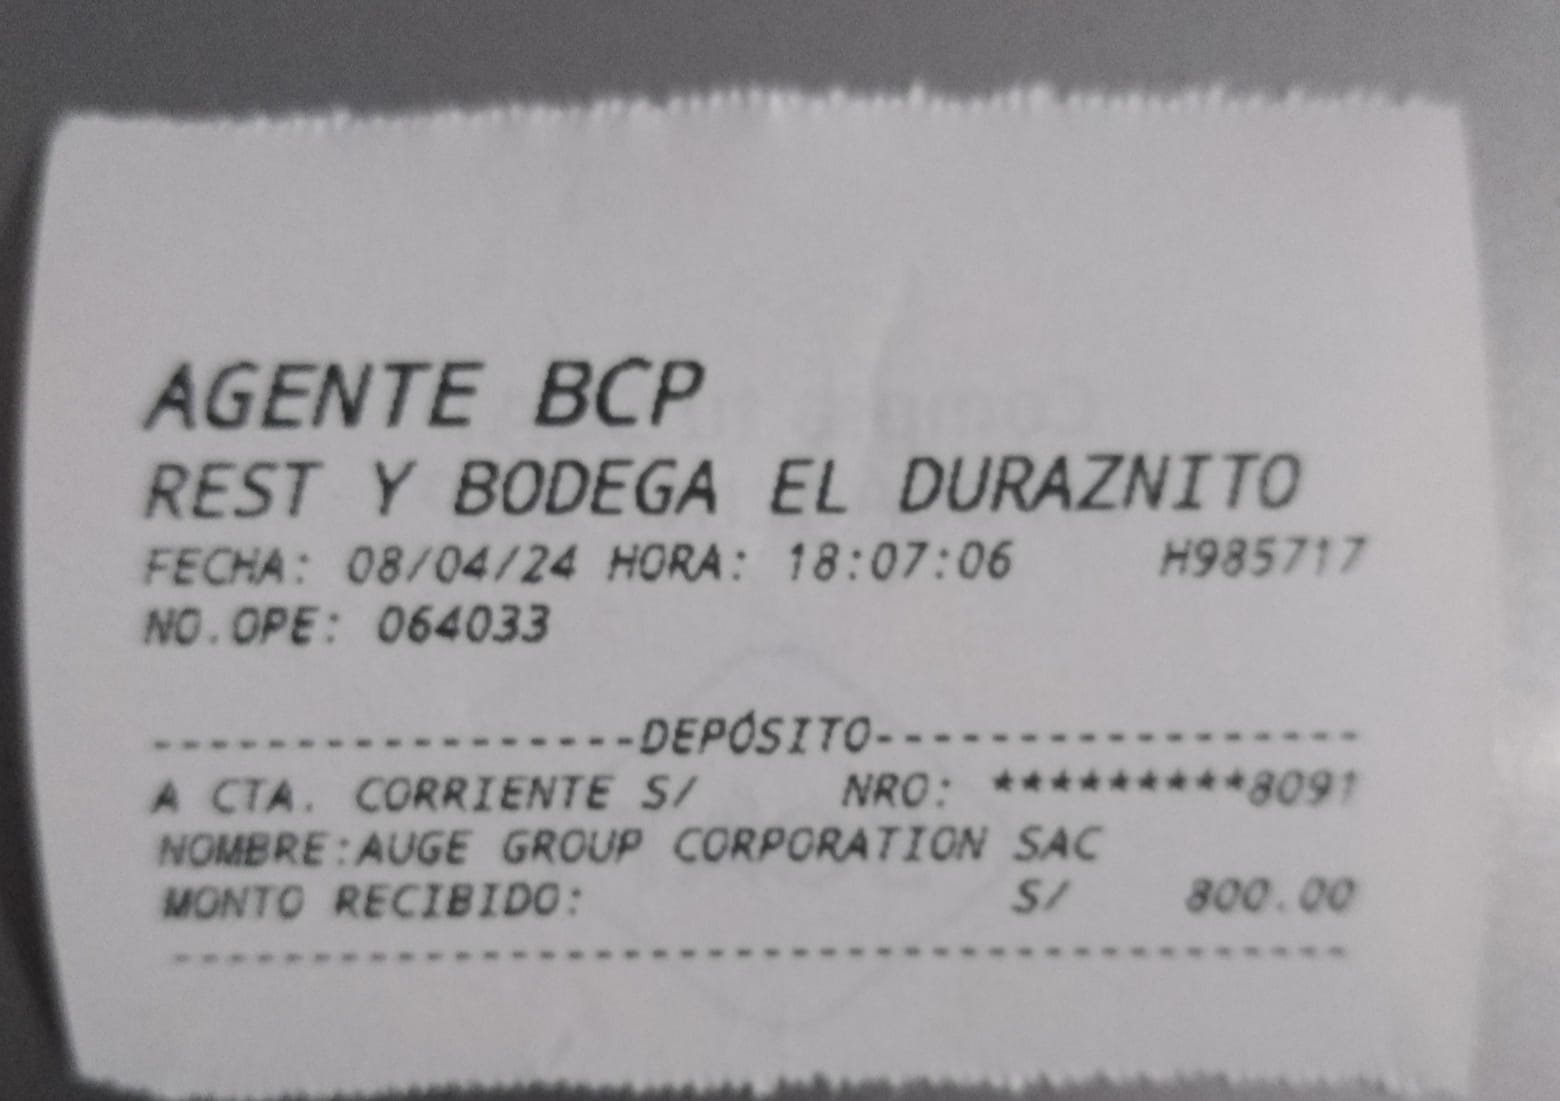 AGENTE BCP
REST Y BODEGA EL DURAZNITO
FECHA: 08/04/24 HORA: 18:07:06 H985717
NO.OPE: 064033
------------------DEPÓSITO------------------
A CTA. CORRIENTE S/ NRO: *********8091
NOMBRE:AUGE GROUP CORPORATION SAC
MONTO RECIBIDO: S/ 800.00
--------------------------------------------